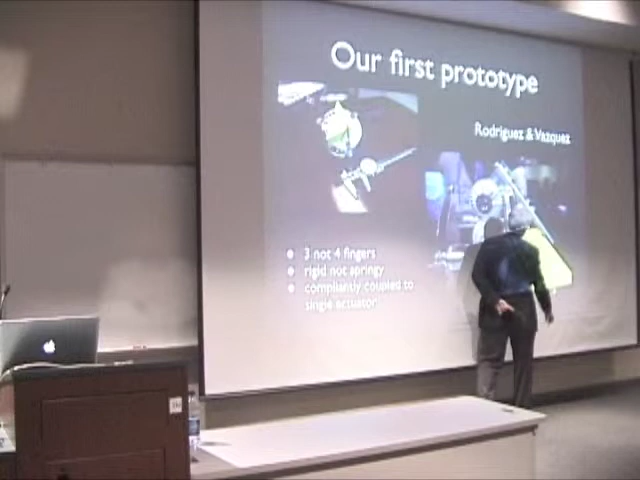 Our first prototype
Rodriguez & Vazquez
3 not 4 fingers
rigid not springy
compliantly coupled to
single actuator